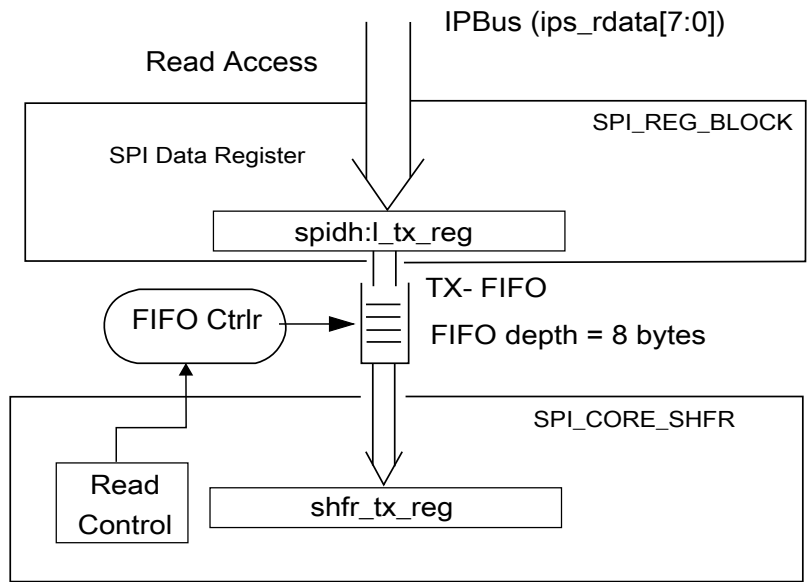 IPBus (ips_rdata[7:0])
Read Access
SPI_REG_BLOCK
SPI Data Register
spidh:l_tx_reg
TX- FIFO
FIFO Ctrlr
FIFO depth = 8 bytes
SPI_CORE_SHFR
Read
Control
shfr_tx_reg